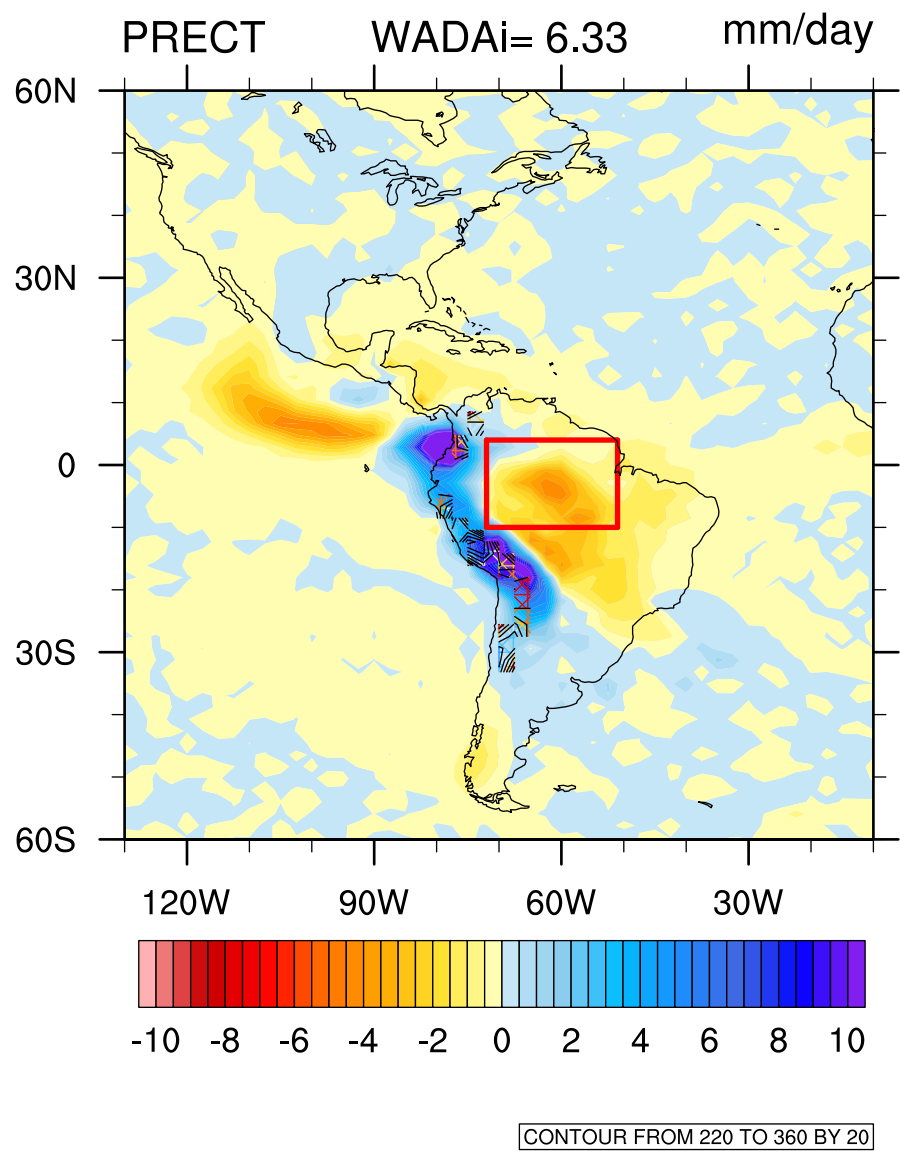 PRECT WADAi= 6.33 mm/day
60N
30N
0
30S
60S
120W 90W 60W 30W
-10 -8 -6 -4 -2 0 2 4 6 8 10
CONTOUR FROM 220 TO 360 BY 20